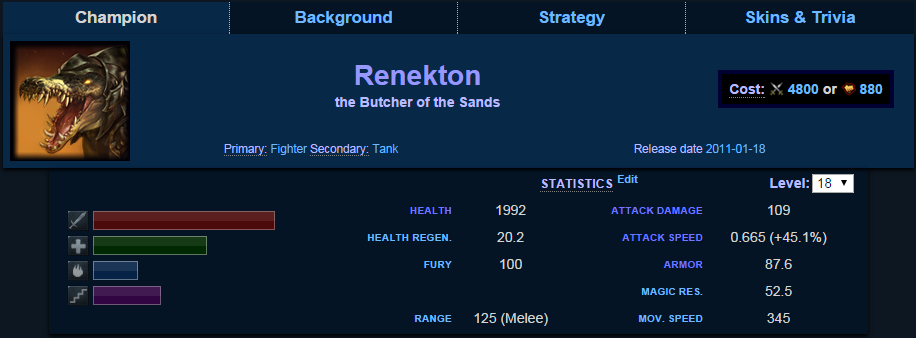 Champion Background Strategy Skins & Trivia
Renekton
the Butcher of the Sands
Cost: 4800 or 880
Primary: Fighter Secondary: Tank Release date 2011-01-18
STATISTICS Edit Level: 18
HEALTH 1992 ATTACK DAMAGE 109
HEALTH REGEN. 20.2 ATTACK SPEED 0.665 (+45.1%)
FURY 100 ARMOR 87.6
MAGIC RES. 52.5
RANGE 125 (Melee) MOV. SPEED 345